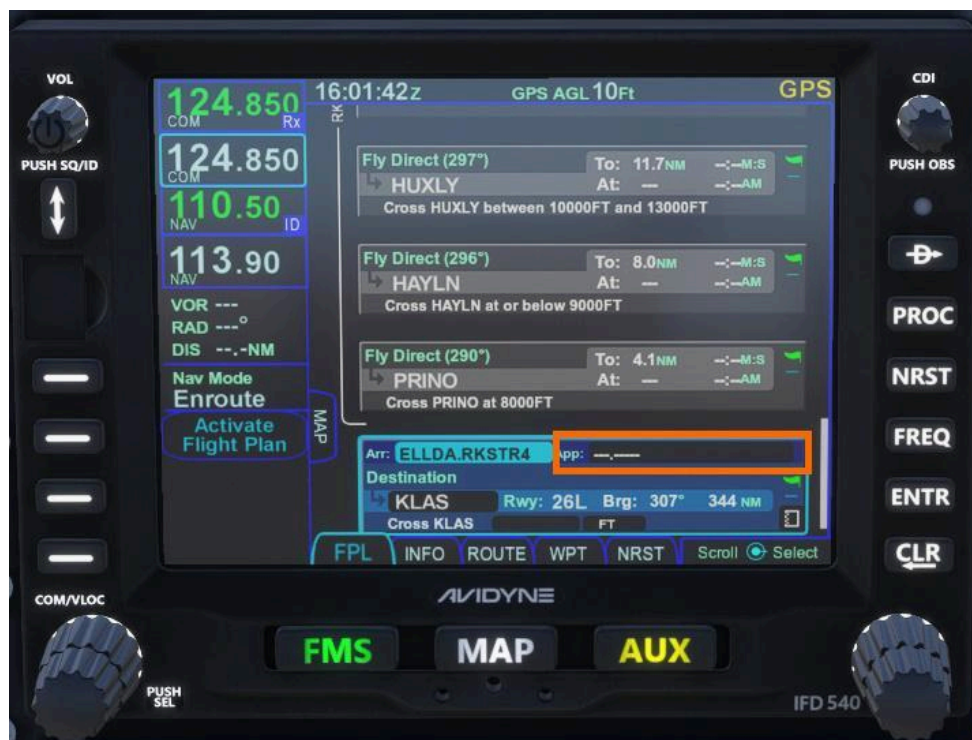 VOL
PUSH SQ/ID
124.850
COM Rx
124.850
COM
110.50
NAV ID
113.90
NAV
VOR ---
RAD ---°
DIS --.-NM
Nav Mode
Enroute
Activate
Flight Plan
16:01:42Z GPS AGL 10FT GPS
RK
Fly Direct (297°) To: 11.7NM --:--M:S
HUXLY At: --- --:--AM
Cross HUXLY between 10000FT and 13000FT
Fly Direct (296°) To: 8.0NM --:--M:S
HAYLN At: --- --:--AM
Cross HAYLN at or below 9000FT
Fly Direct (290°) To: 4.1NM --:--M:S
PRINO At: --- --:--AM
Cross PRINO at 8000FT
MAP
Arr: ELLDA.RKSTR4 App: ---.-----
Destination
KLAS Rwy: 26L Brg: 307° 344 NM
Cross KLAS FT
FPL INFO ROUTE WPT NRST Scroll Select
CDI
PUSH OBS
D
PROC
NRST
FREQ
ENTR
CLR
AVIDYNE
COM/VLOC
PUSH
SEL
FMS MAP AUX
IFD 540